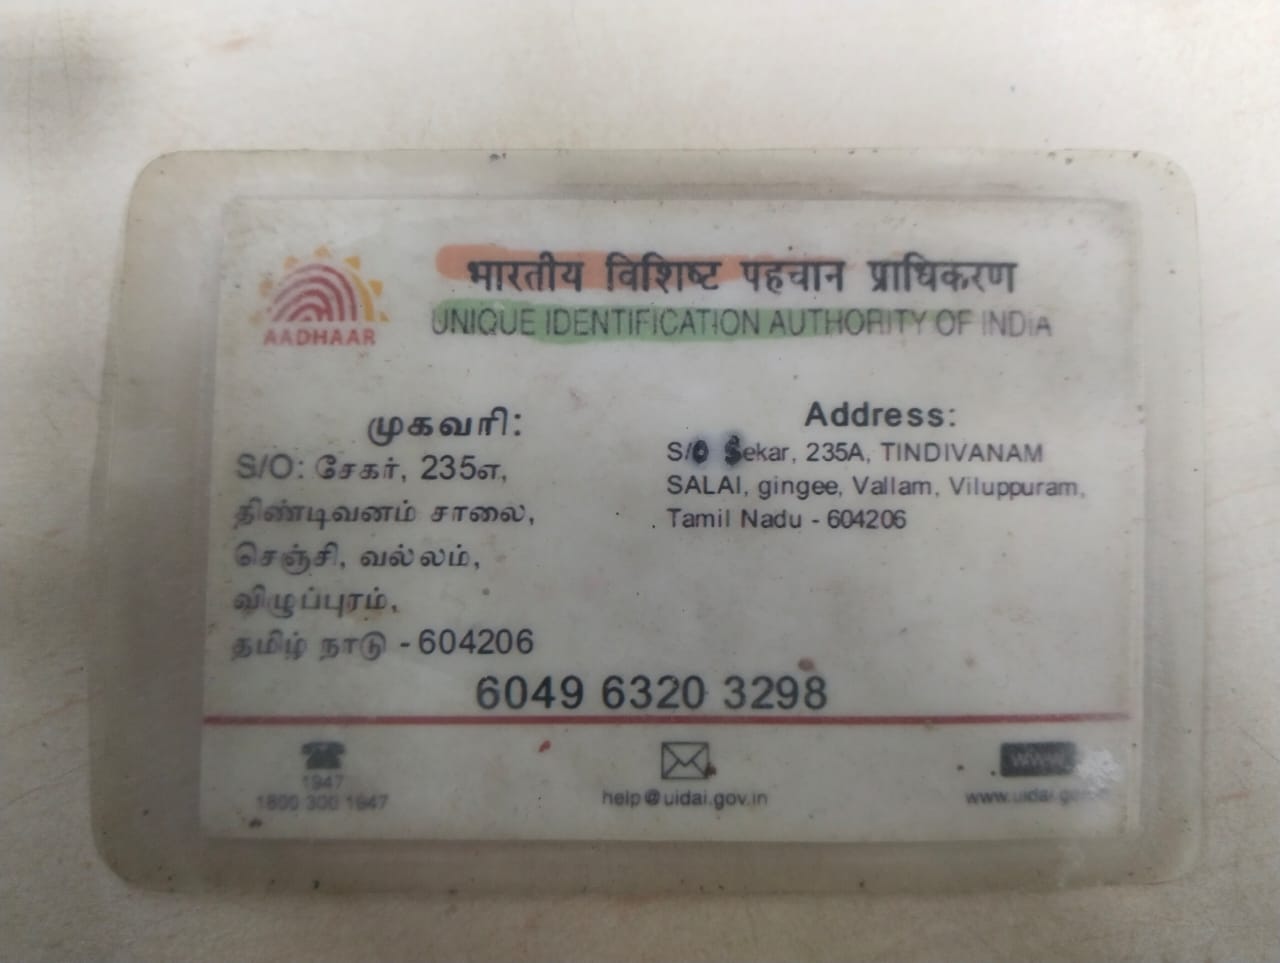 भारतीय विशिष्ट पहचान प्राधिकरण
UNIQUE IDENTIFICATION AUTHORITY OF INDIA
AADHAAR
முகவரி:
S/O: சேகர், 235எ,
திண்டிவனம் சாலை,
செஞ்சி, வல்லம்,
விழுப்புரம்,
தமிழ் நாடு - 604206
Address:
S/O Sekar, 235A, TINDIVANAM
SALAI, gingee, Vallam, Viluppuram,
Tamil Nadu - 604206
6049 6320 3298
1947
1800 300 1947
help@uidai.gov.in
www